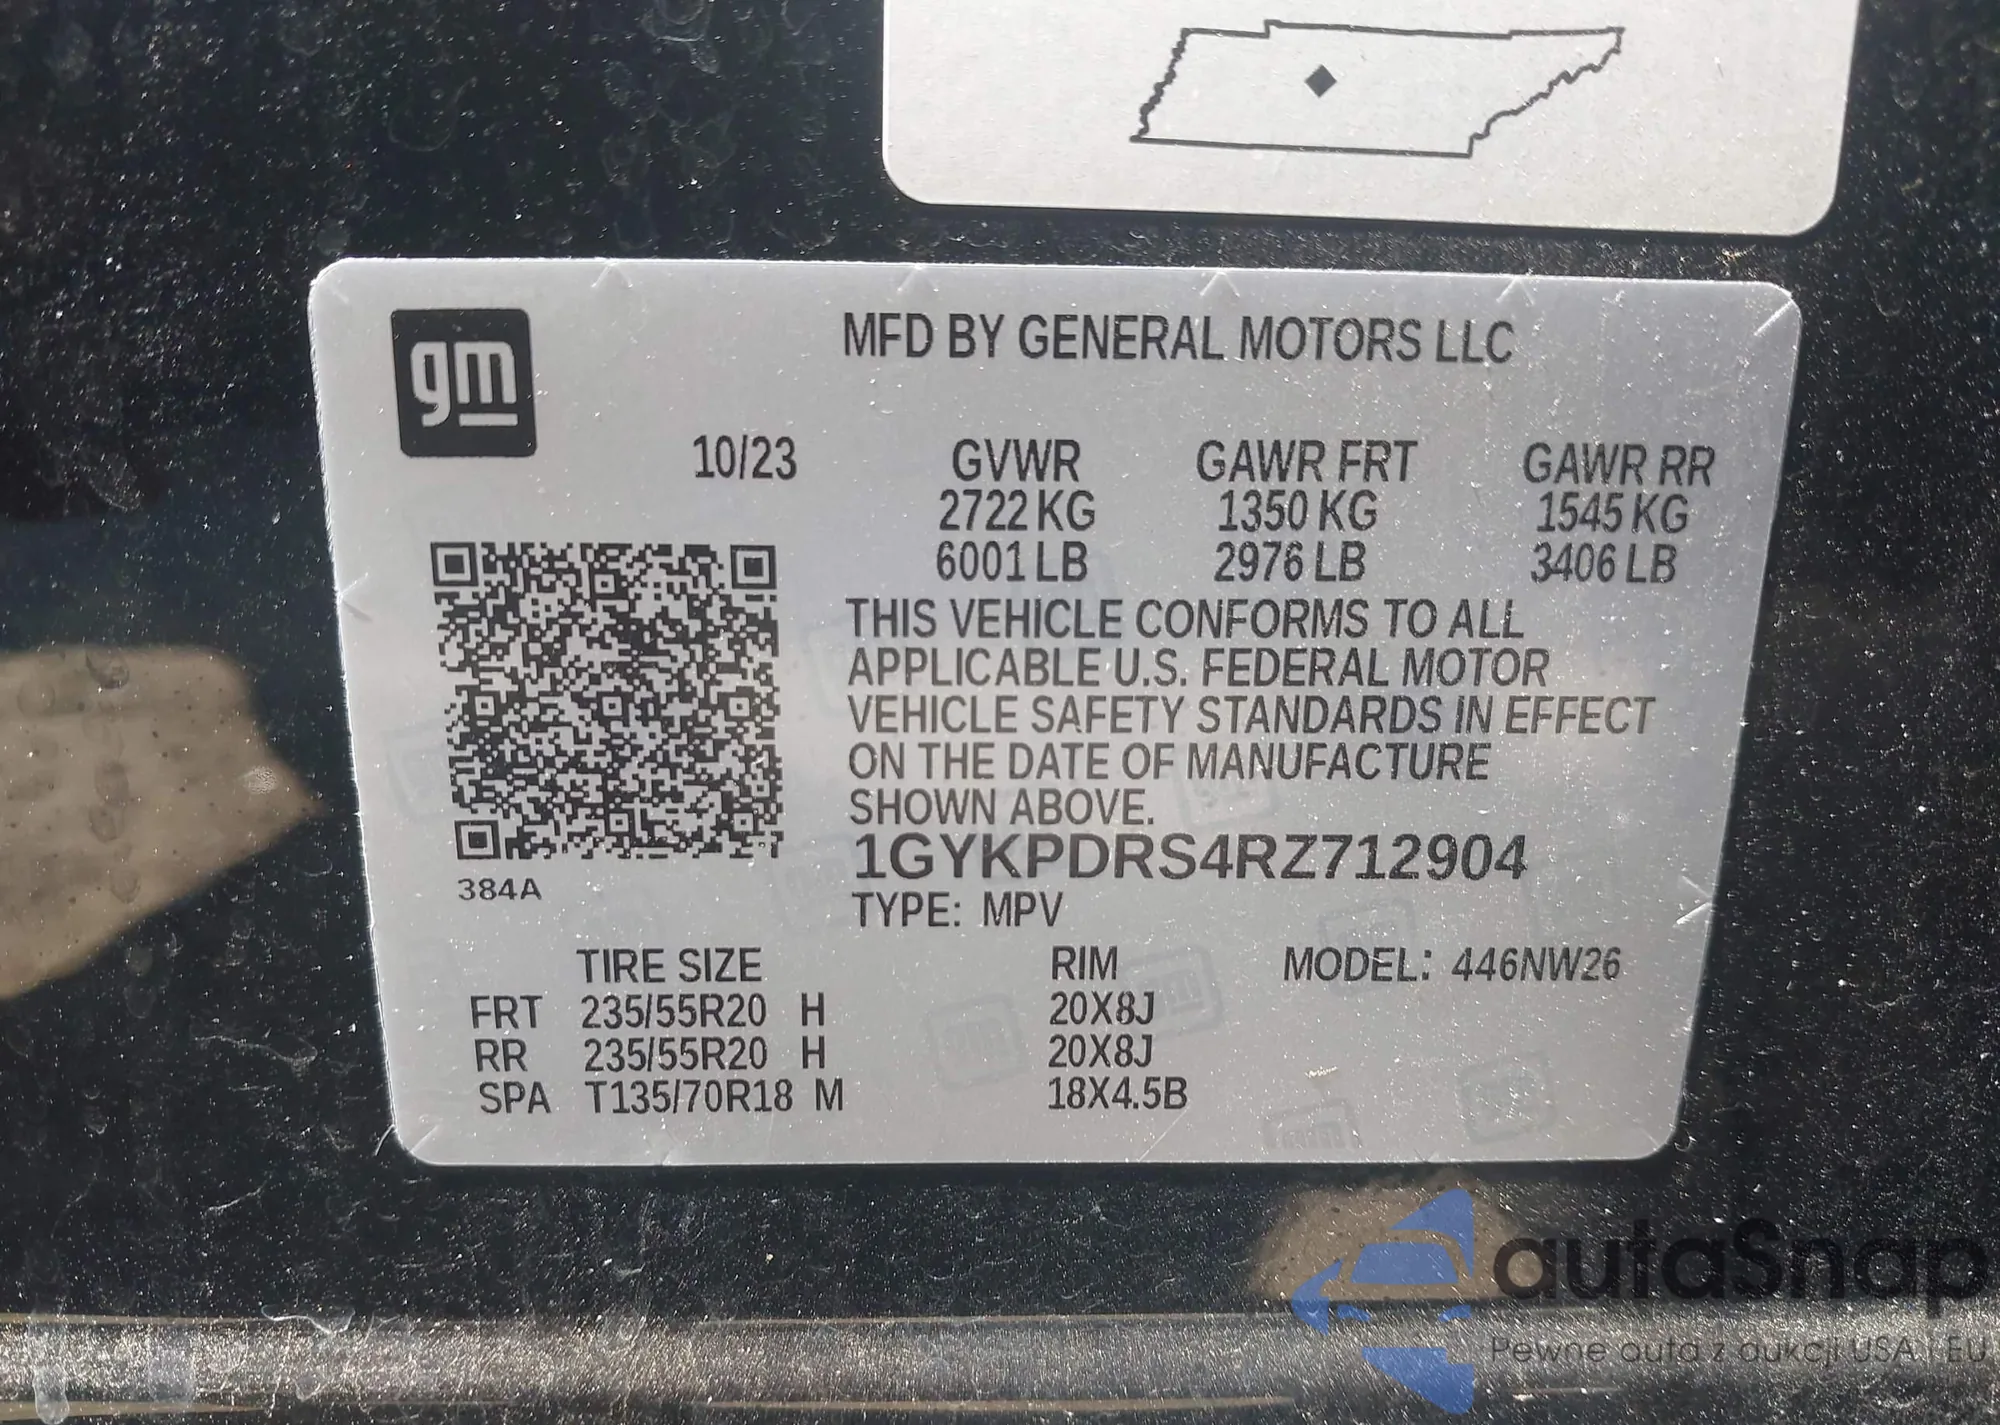 gm
MFD BY GENERAL MOTORS LLC
10/23 GVWR GAWR FRT GAWR RR
2722 KG 1350 KG 1545 KG
6001 LB 2976 LB 3406 LB
THIS VEHICLE CONFORMS TO ALL
APPLICABLE U.S. FEDERAL MOTOR
VEHICLE SAFETY STANDARDS IN EFFECT
ON THE DATE OF MANUFACTURE
SHOWN ABOVE.
1GYKPDRS4RZ712904
384A
TYPE: MPV
TIRE SIZE RIM MODEL: 446NW26
FRT 235/55R20 H 20X8J
RR 235/55R20 H 20X8J
SPA T135/70R18 M 18X4.5B
autaSnap
Pewne auta z aukcji USA i EU